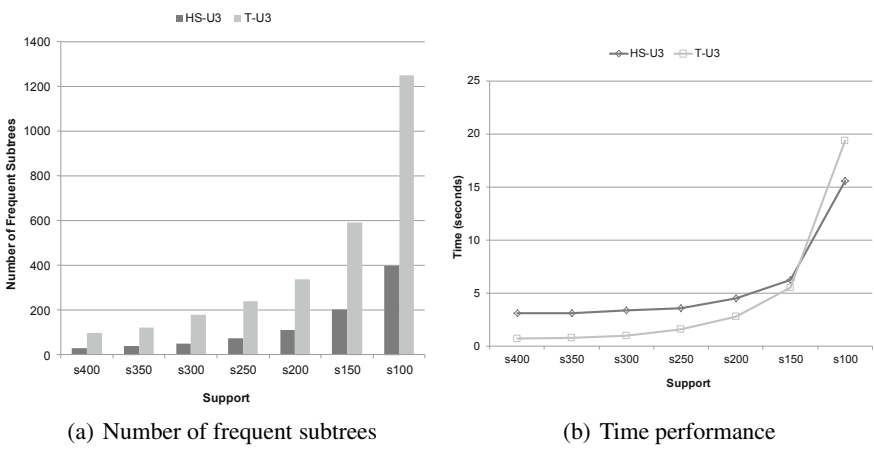 HS-U3 T-U3
1400
1200
1000
800
600
400
200
0
Number of Frequent Subtrees
s400 s350 s300 s250 s200 s150 s100
Support
(a) Number of frequent subtrees
HS-U3 T-U3
25
20
15
10
5
0
Time (seconds)
s400 s350 s300 s250 s200 s150 s100
Support
(b) Time performance